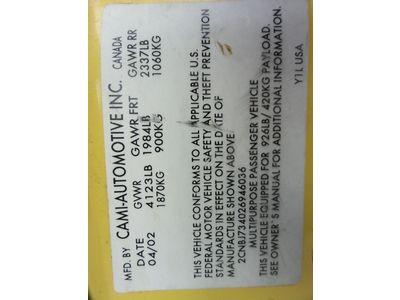 MFD. BY CAMI-AUTOMOTIVE INC. CANADA
DATE GVWR GAWR FRT GAWR RR
04/02 4123LB 1984LB 2337LB
1870KG 900KG 1060KG
THIS VEHICLE CONFORMS TO ALL APPLICABLE U.S.
FEDERAL MOTOR VEHICLE SAFETY AND THEFT PREVENTION
STANDARDS IN EFFECT ON THE DATE OF
MANUFACTURE SHOWN ABOVE.
2CNBJ734026946036
MULTIPURPOSE PASSENGER VEHICLE
THIS VEHICLE EQUIPPED FOR 926LB/420KG PAYLOAD.
SEE OWNER'S MANUAL FOR ADDITIONAL INFORMATION.
Y1L USA